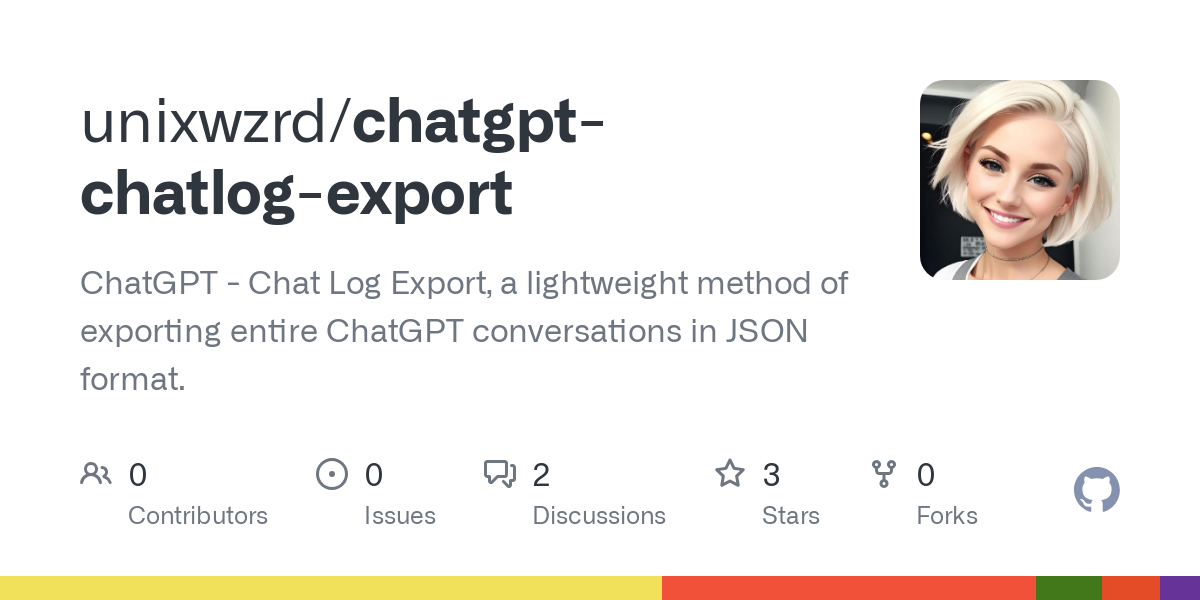 unixwzrd/chatgpt-
chatlog-export
ChatGPT - Chat Log Export, a lightweight method of
exporting entire ChatGPT conversations in JSON
format.
0 0 2 3 0
Contributors Issues Discussions Stars Forks